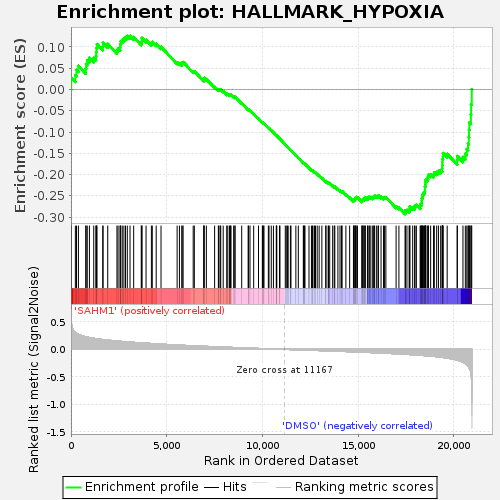 Enrichment plot: HALLMARK_HYPOXIA
Enrichment score (ES)
0.10
0.05
0.00
-0.05
-0.10
-0.15
-0.20
-0.25
-0.30
Ranked list metric (Signal2Noise)
'SAHM1' (positively correlated)
0.5
0.0
-0.5
-1.0
-1.5
Zero cross at 11167
'DMSO' (negatively correlated)
0
5,000
10,000
15,000
20,000
Rank in Ordered Dataset
Enrichment profile
Hits
Ranking metric scores